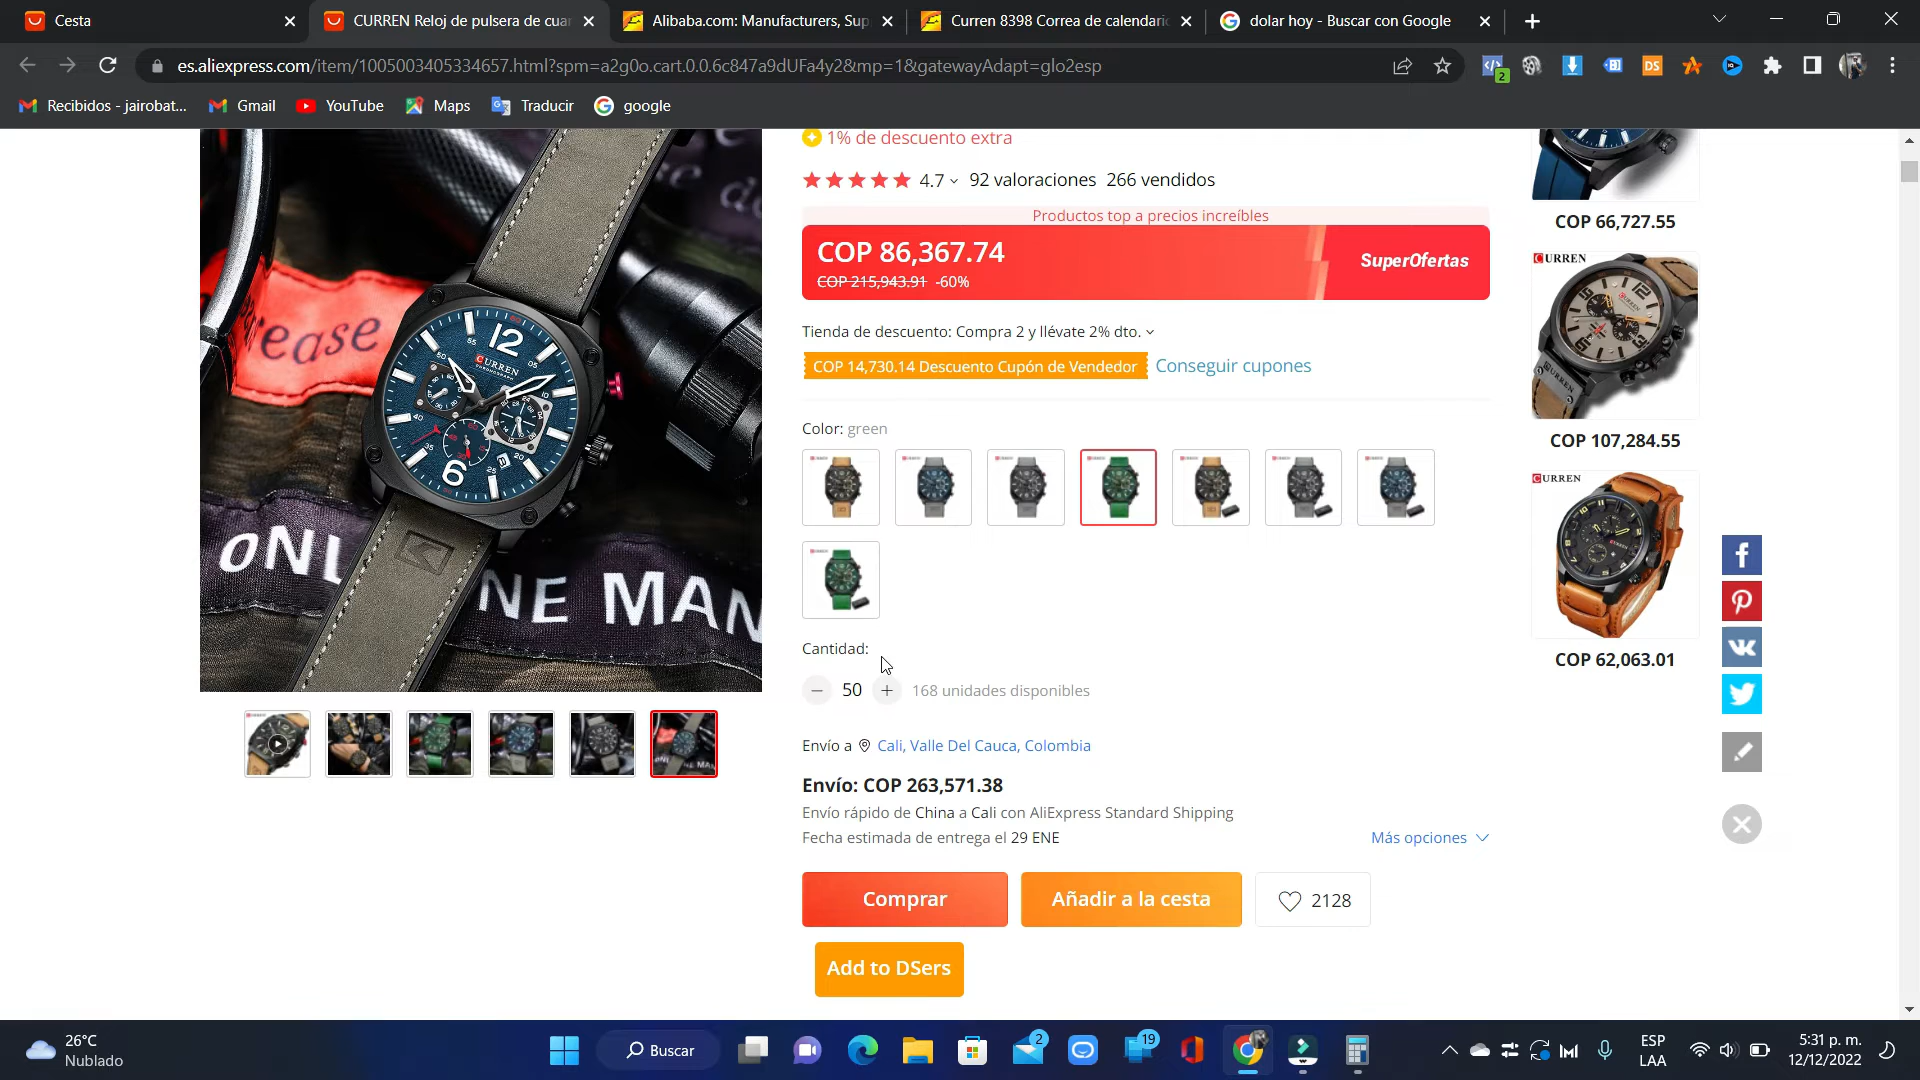 Cesta
CURREN Reloj de pulsera de cuar
Alibaba.com: Manufacturers, Sup
Curren 8398 Correa de calendario
dolar hoy - Buscar con Google
es.aliexpress.com/item/1005003405334657.html?spm=a2g0o.cart.0.0.6c847a9dUFa4y2&mp=1&gatewayAdapt=glo2esp
2
DS
Recibidos - jairobat...
Gmail
YouTube
Maps
Traducir
google
1% de descuento extra
4.7
92 valoraciones
266 vendidos
Productos top a precios increíbles
COP 86,367.74
COP 215,943.91 -60%
SuperOfertas
Tienda de descuento: Compra 2 y llévate 2% dto.
COP 14,730.14 Descuento Cupón de Vendedor
Conseguir cupones
Color: green
Cantidad:
50
168 unidades disponibles
Envío a
Cali, Valle Del Cauca, Colombia
Envío: COP 263,571.38
Envío rápido de China a Cali con AliExpress Standard Shipping
Fecha estimada de entrega el 29 ENE
Más opciones
Comprar
Añadir a la cesta
2128
Add to DSers
COP 66,727.55
CURREN
COP 107,284.55
CURREN
COP 62,063.01
ease
12
CURREN
6
ONL
NE MAN
26°C
Nublado
Buscar
2
19
ESP
LAA
5:31 p. m.
12/12/2022